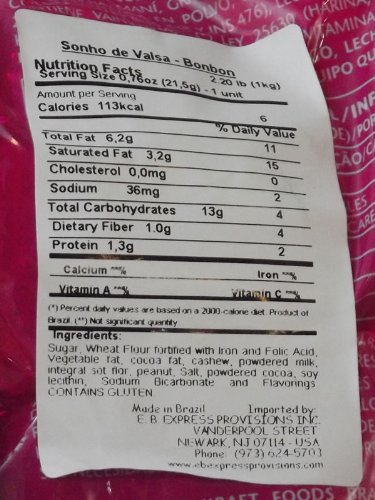 Sonho de Valsa - Bonbon
Nutrition Facts 2.20 lb (1kg)
Serving Size 0,76oz (21,5g) - 1 unit
Amount per Serving
Calories 113kcal 6
% Daily Value
Total Fat 6,2g 11
Saturated Fat 3,2g 15
Cholesterol 0,0mg 0
Sodium 36mg 2
Total Carbohydrates 13g 4
Dietary Fiber 1.0g 4
Protein 1,3g 2
Calcium **% Iron **%
Vitamin A **% Vitamin C **%
(*) Percent daily values are based on a 2000-calorie diet. Product of
Brazil. (**) Not significant quantity
Ingredients:
Sugar, Wheat Flour fortified with Iron and Folic Acid,
Vegetable fat, cocoa fat, cashew, powdered milk,
integral sot flor, peanut, Salt, powdered cocoa, soy
lecithin, Sodium Bicarbonate and Flavorings
CONTAINS GLUTEN
Made in Brazil Imported by:
E. B. EXPRESS PROVISIONS INC.
VANDERPOOL STREET
NEWARK, NJ 07114 - USA
Phone: (973) 624-5703
www.ebexpressprovisions.com